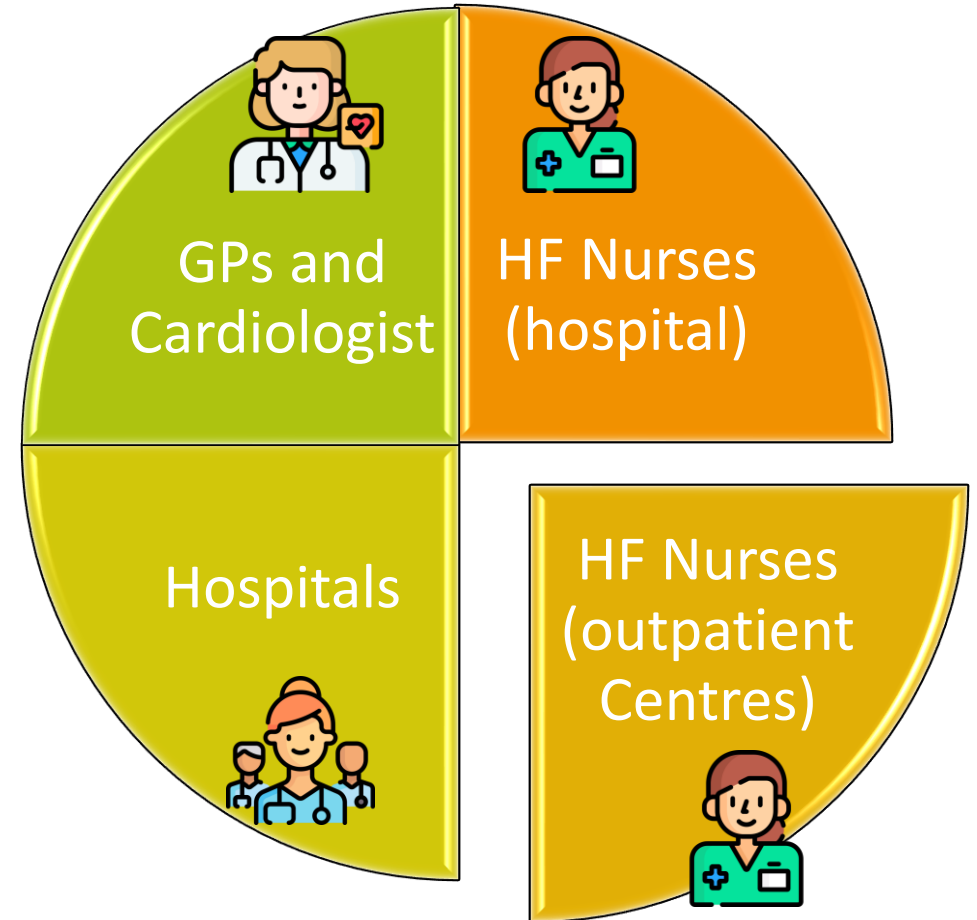 GPs and
Cardiologist
HF Nurses
(hospital)
Hospitals
HF Nurses
(outpatient
Centres)